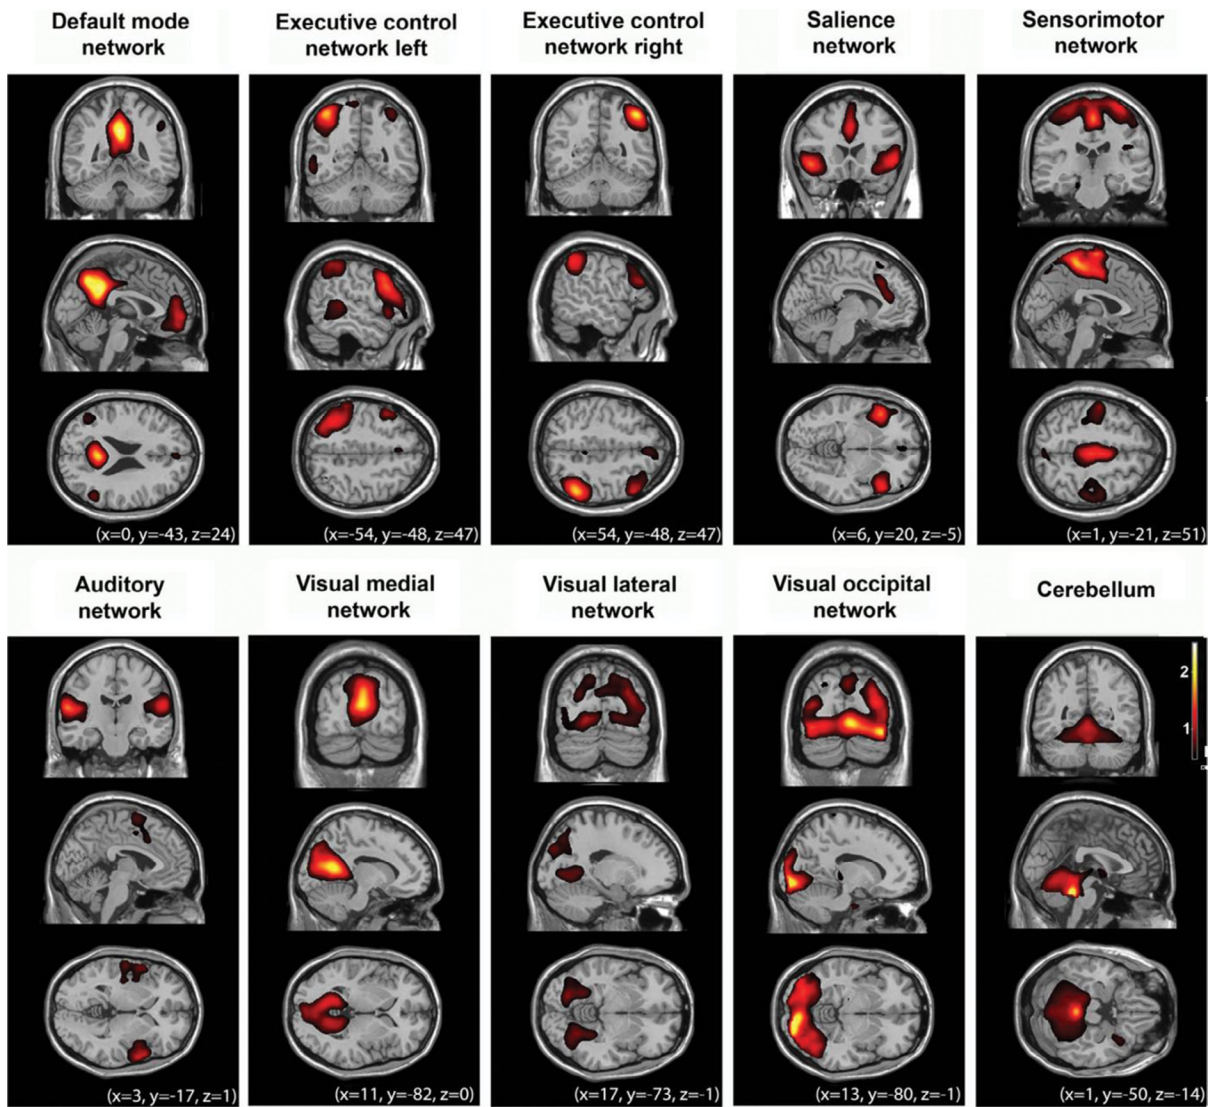 Default mode
network
Executive control
network left
Executive control
network right
Salience
network
Sensorimotor
network
(x=0, y=-43, z=24)
(x=-54, y=-48, z=47)
(x=54, y=-48, z=47)
(x=6, y=20, z=-5)
(x=1, y=-21, z=51)
Auditory
network
Visual medial
network
Visual lateral
network
Visual occipital
network
Cerebellum
2
1
(x=3, y=-17, z=1)
(x=11, y=-82, z=0)
(x=17, y=-73, z=-1)
(x=13, y=-80, z=-1)
(x=1, y=-50, z=-14)